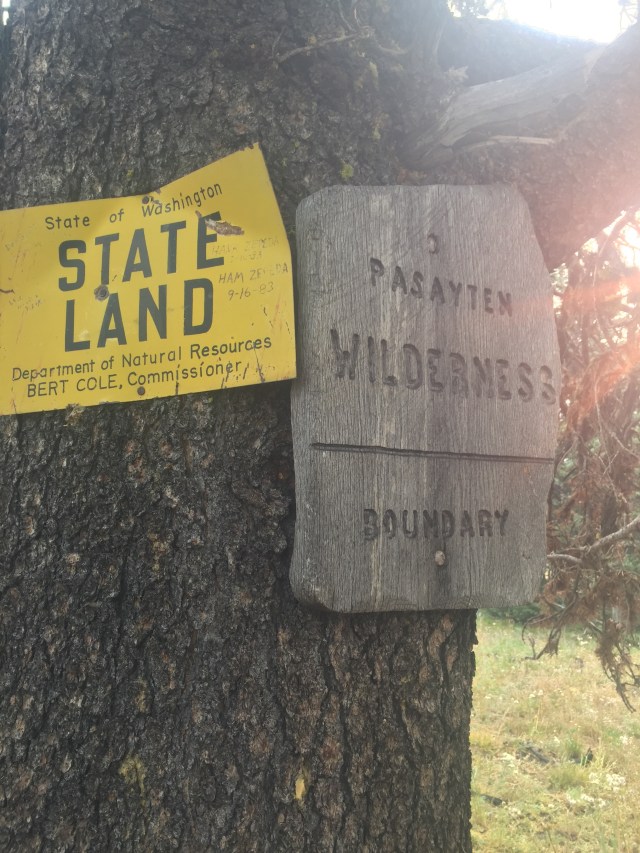 State of Washington
STATE
LAND
Department of Natural Resources
BERT COLE, Commissioner
9-16-83
PASAYTEN
WILDERNESS
BOUNDARY